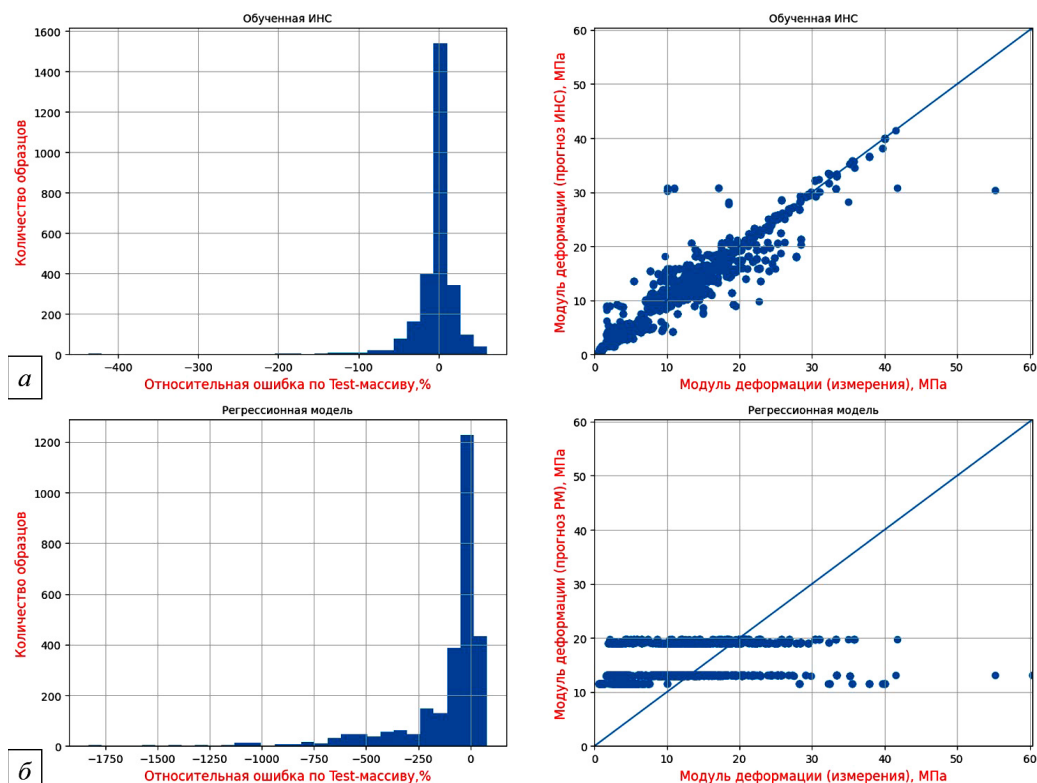 Обученная ИНС
1600
1400
1200
1000
800
600
400
200
0
Количество образцов
−400 −300 −200 −100 0
Относительная ошибка по Test-массиву,%
Обученная ИНС
60
50
40
30
20
10
0
Модуль деформации (прогноз ИНС), МПа
0 10 20 30 40 50 60
Модуль деформации (измерения), МПа
а
Регрессионная модель
1200
1000
800
600
400
200
0
Количество образцов
−1750 −1500 −1250 −1000 −750 −500 −250 0
Относительная ошибка по Test-массиву,%
Регрессионная модель
60
50
40
30
20
10
0
Модуль деформации (прогноз РМ), МПа
0 10 20 30 40 50 60
Модуль деформации (измерения), МПа
б